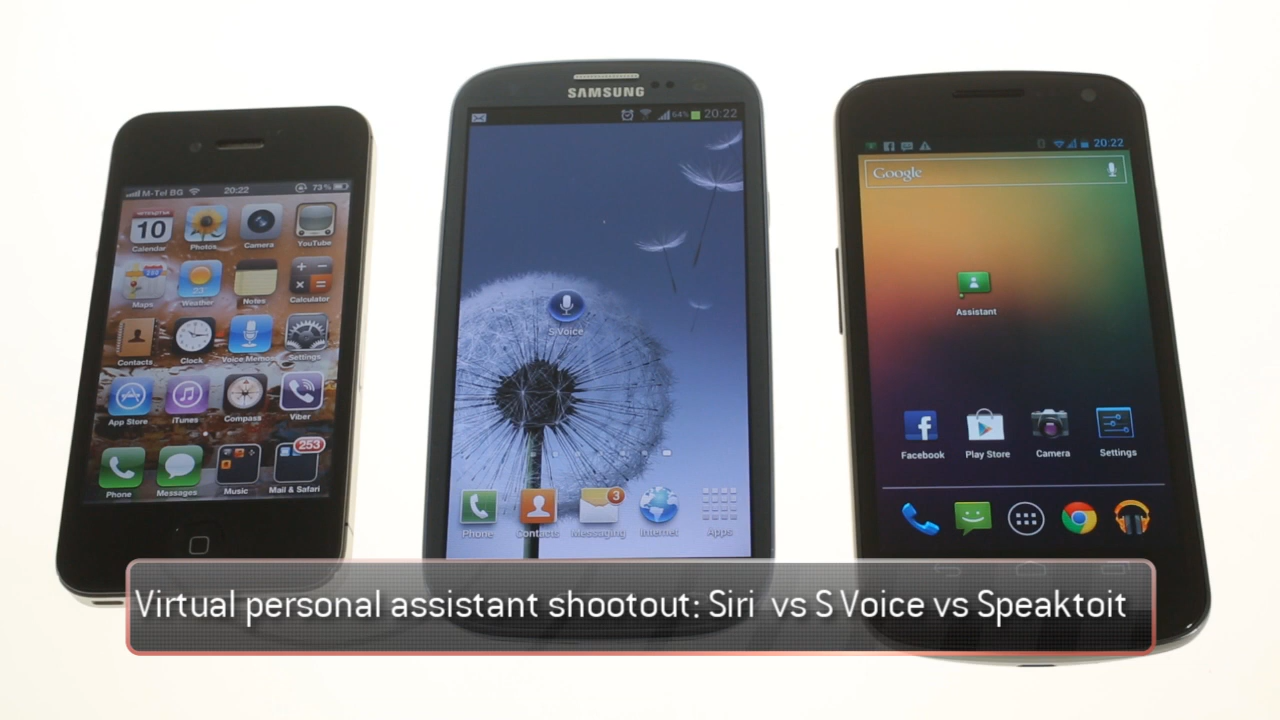 M-Tel BG 20:22 73%
10
Calendar Photos Camera YouTube
280
23
Maps Weather Notes Calculator
Contacts Clock Voice Memos Settings
App Store iTunes Compass Viber
253
Phone Messages Music Mail & Safari
SAMSUNG
64% 20:22
S Voice
3
Phone Contacts Messaging Internet Apps
20:22
Google
Assistant
Facebook Play Store Camera Settings
Virtual personal assistant shootout: Siri vs S Voice vs Speaktoit